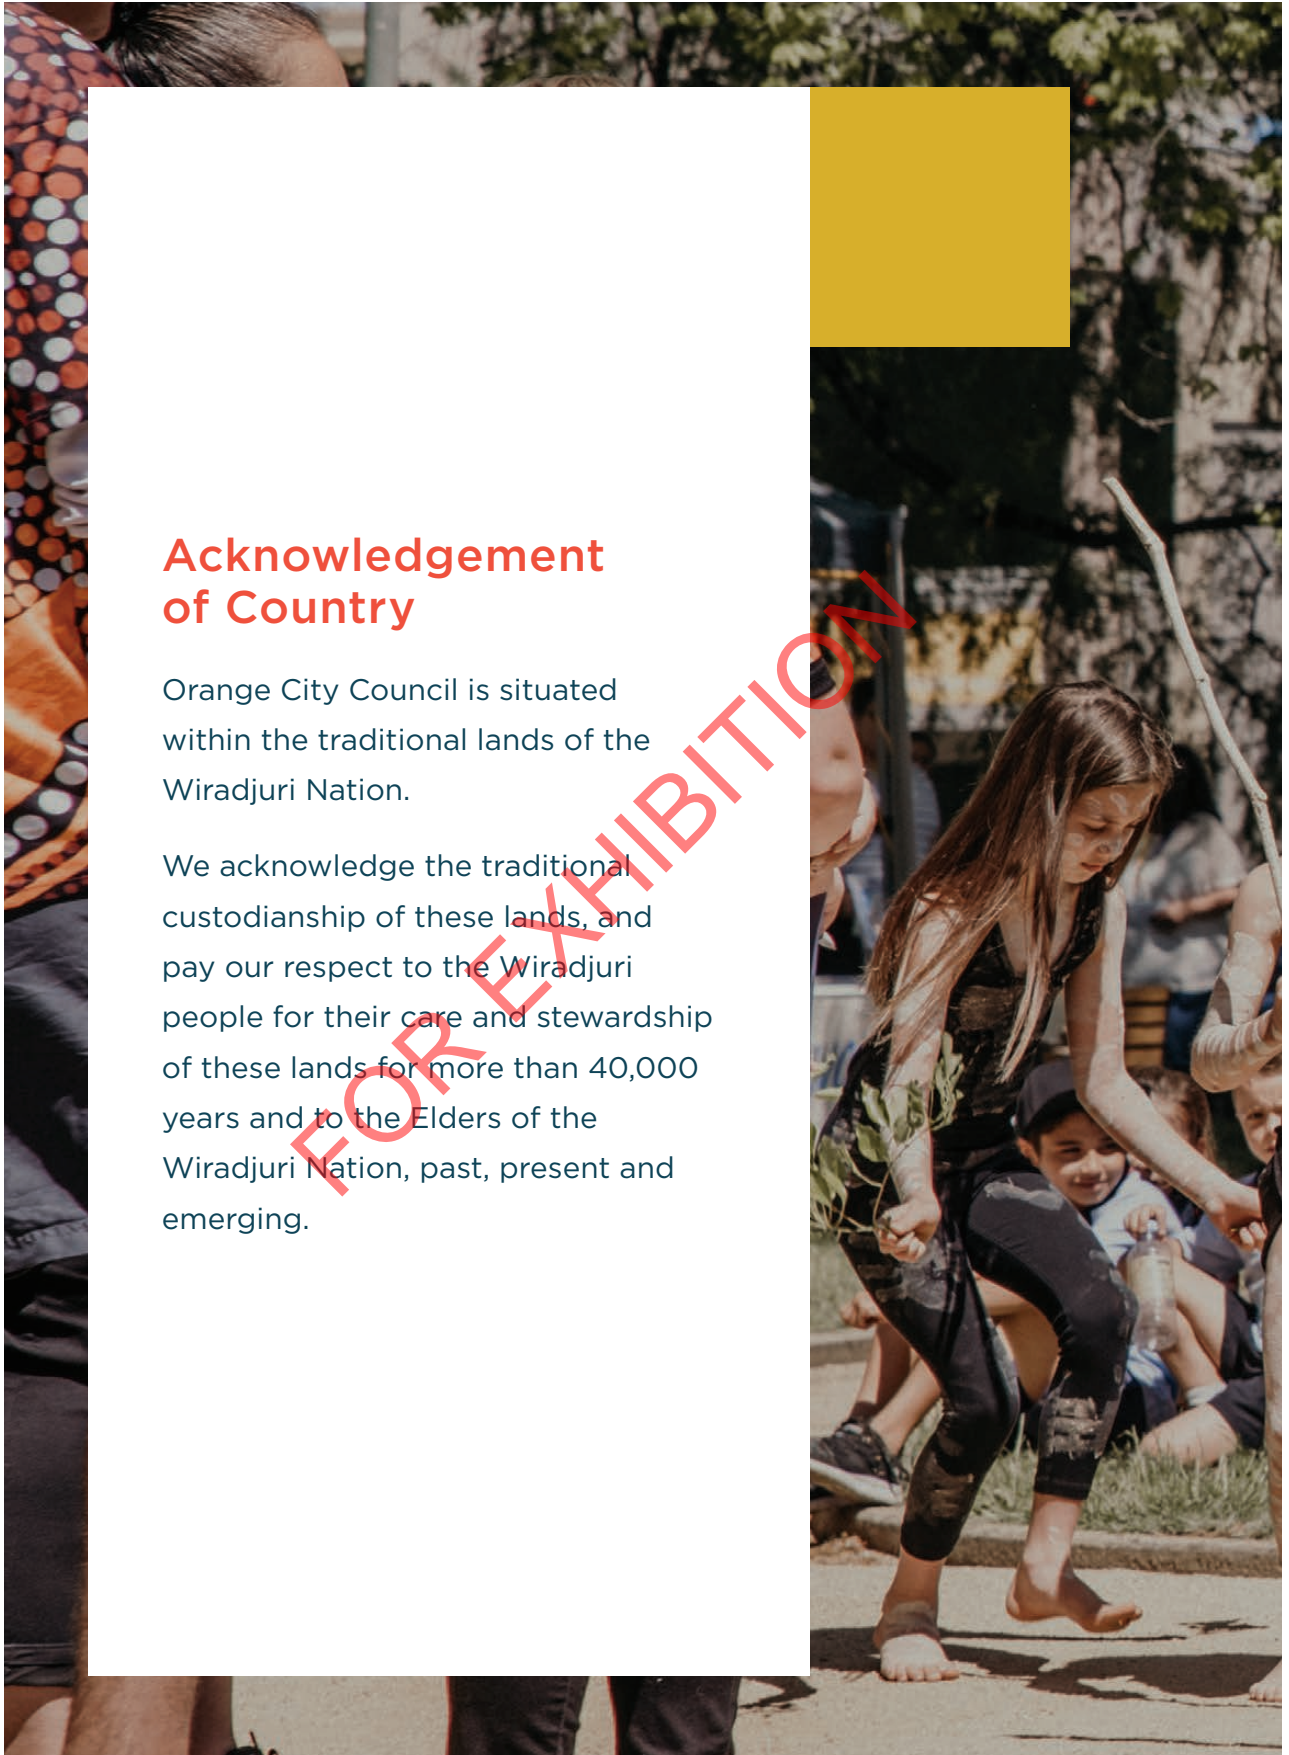 Acknowledgement
of Country
Orange City Council is situated
within the traditional lands of the
Wiradjuri Nation.
We acknowledge the traditional
custodianship of these lands, and
pay our respect to the Wiradjuri
people for their care and stewardship
of these lands for more than 40,000
years and to the Elders of the
Wiradjuri Nation, past, present and
emerging.
FOR EXHIBITION